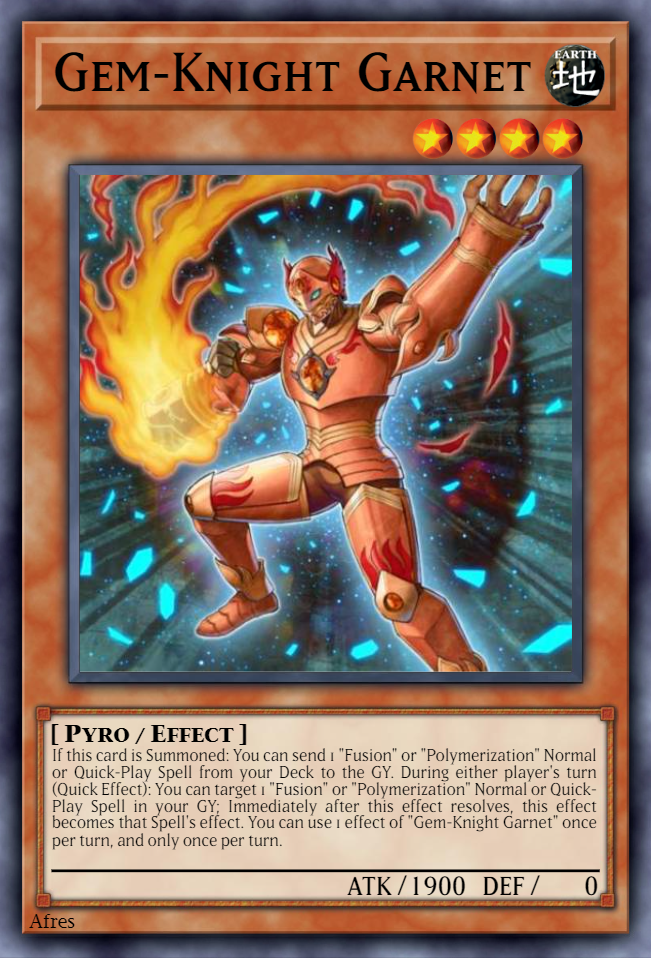 Gem-Knight Garnet
EARTH
地
[ Pyro / Effect ]
If this card is Summoned: You can send 1 "Fusion" or "Polymerization" Normal
or Quick-Play Spell from your Deck to the GY. During either player's turn
(Quick Effect): You can target 1 "Fusion" or "Polymerization" Normal or Quick-
Play Spell in your GY; Immediately after this effect resolves, this effect
becomes that Spell's effect. You can use 1 effect of "Gem-Knight Garnet" once
per turn, and only once per turn.
ATK / 1900 DEF / 0
Afres